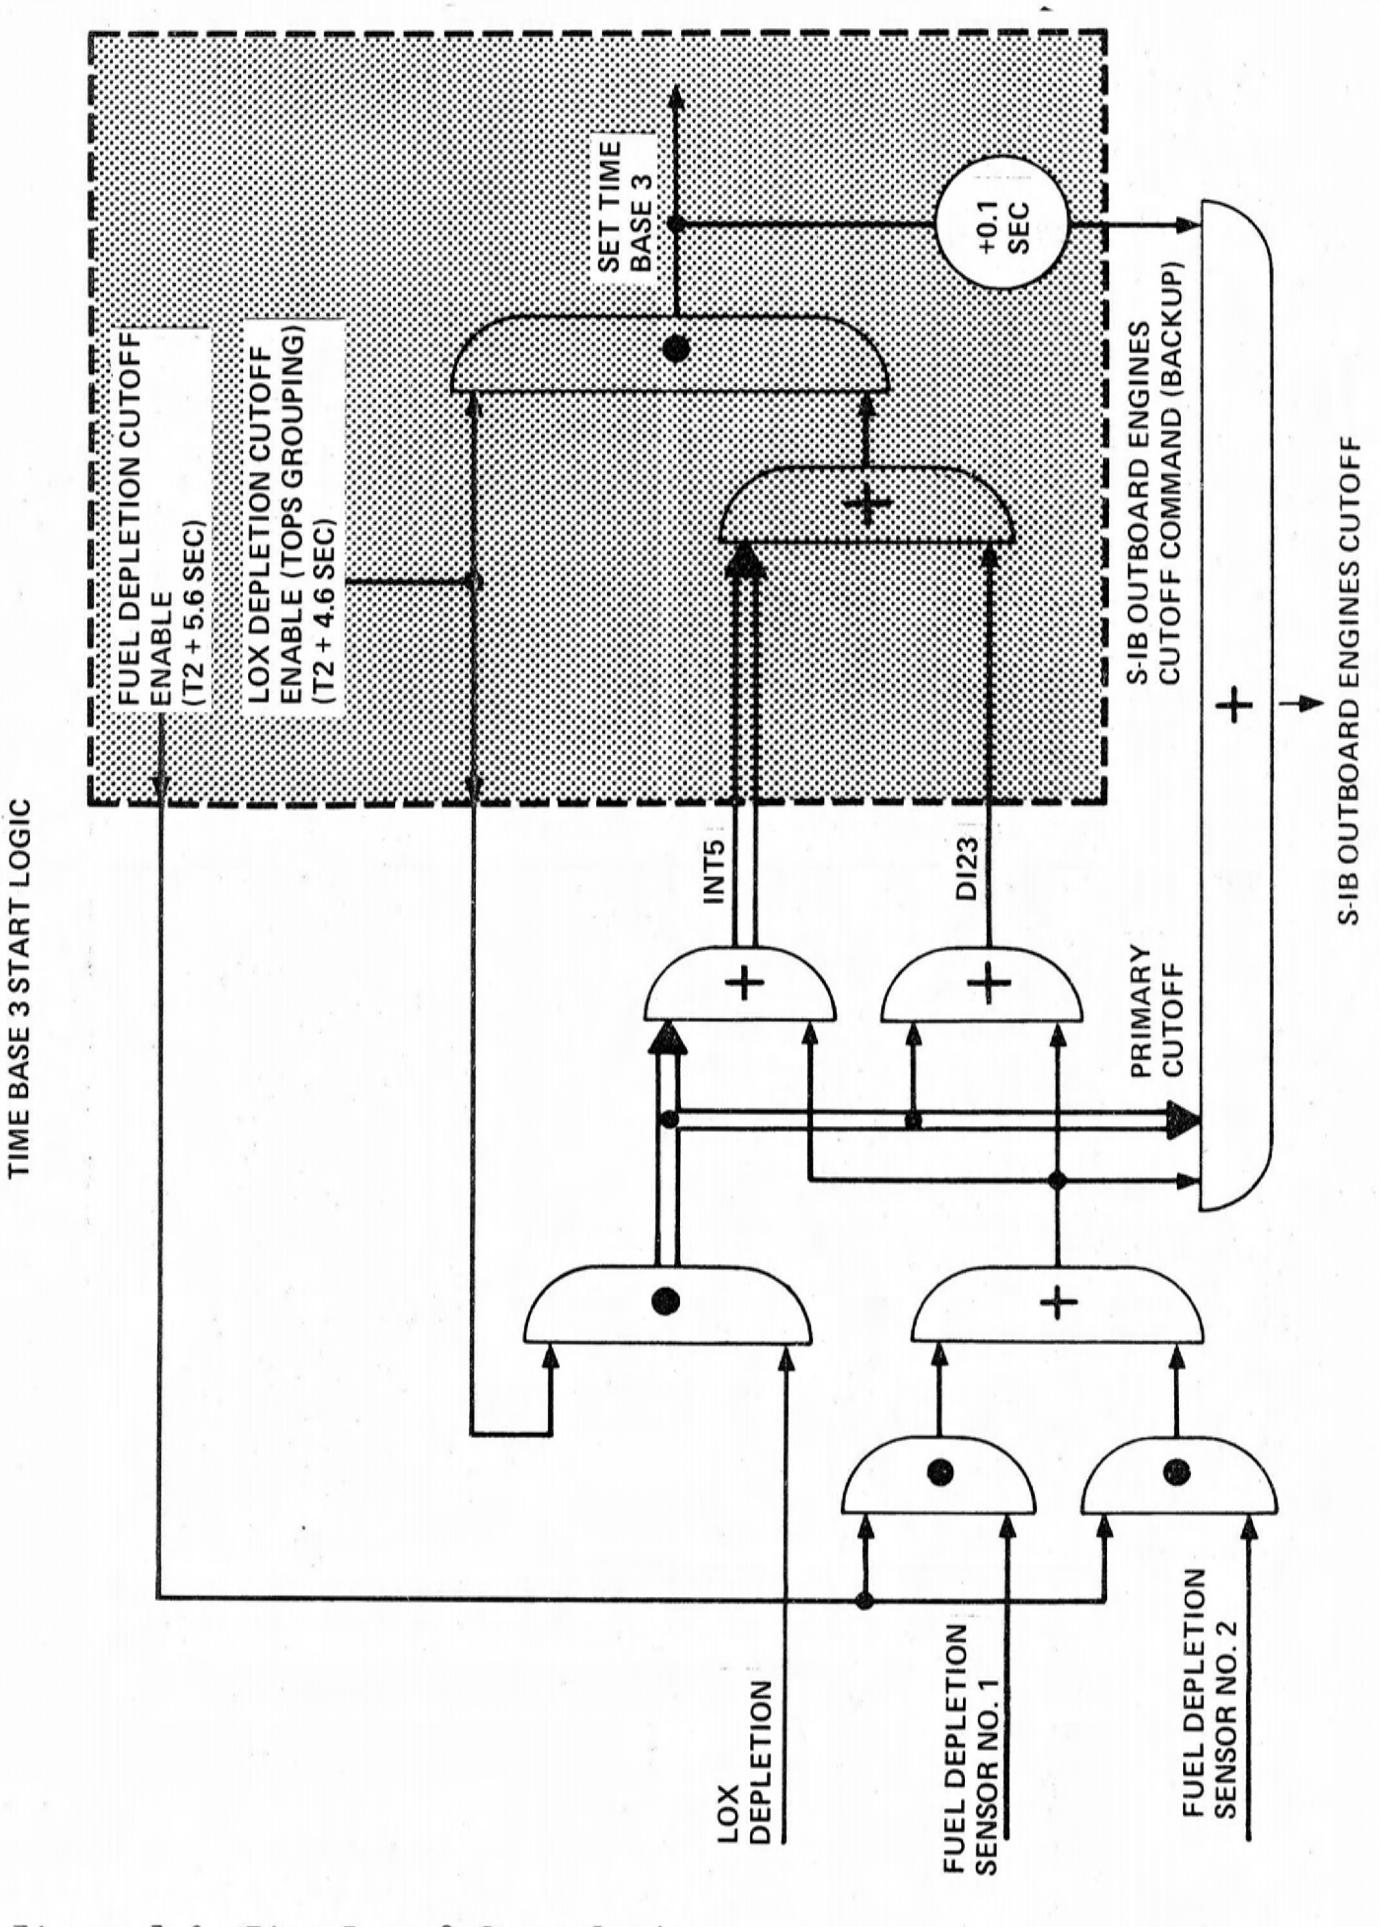 TIME BASE 3 START LOGIC
FUEL DEPLETION CUTOFF
ENABLE
(T2 + 5.6 SEC)
LOX DEPLETION CUTOFF
ENABLE (TOPS GROUPING)
(T2 + 4.6 SEC)
SET TIME
BASE 3
+0.1
SEC
INT5
DI23
LOX
DEPLETION
FUEL DEPLETION
SENSOR NO. 1
FUEL DEPLETION
SENSOR NO. 2
PRIMARY
CUTOFF
S-IB OUTBOARD ENGINES
CUTOFF COMMAND (BACKUP)
S-IB OUTBOARD ENGINES CUTOFF